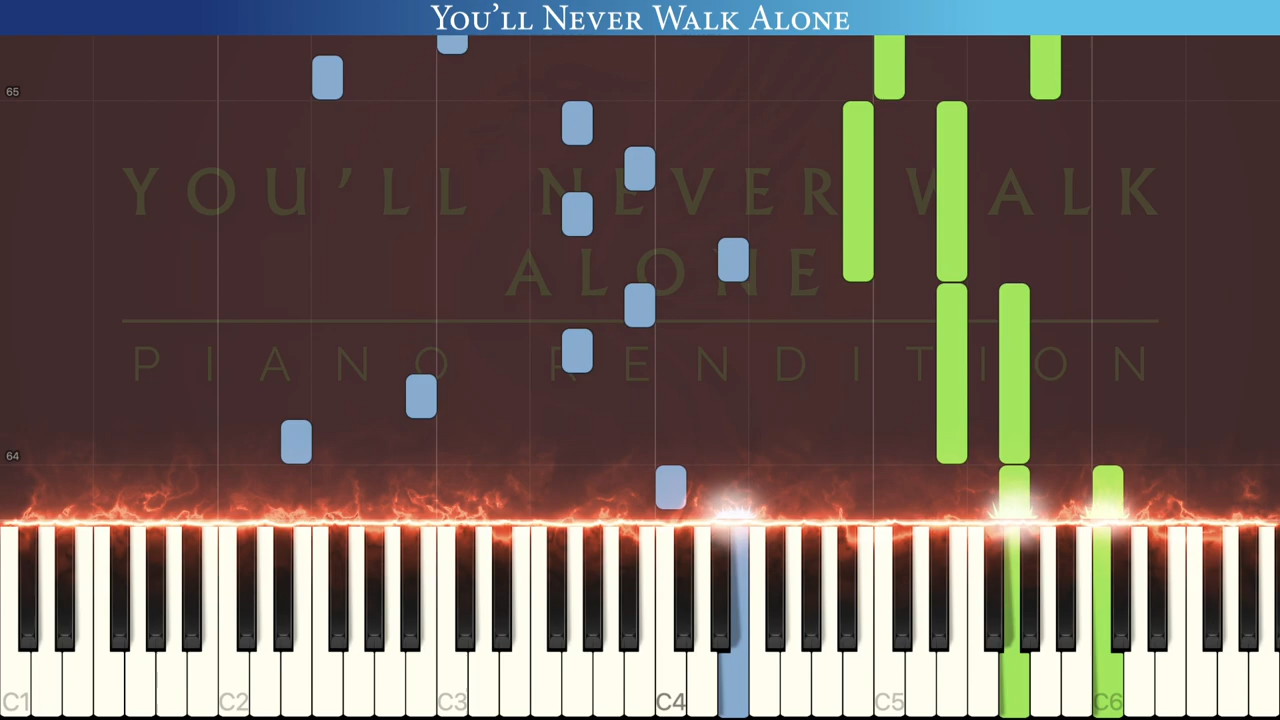 You'll Never Walk Alone
65
YOU'LL NEVER WALK
ALONE
PIANO RENDITION
64
C1 C2 C3 C4 C5 C6